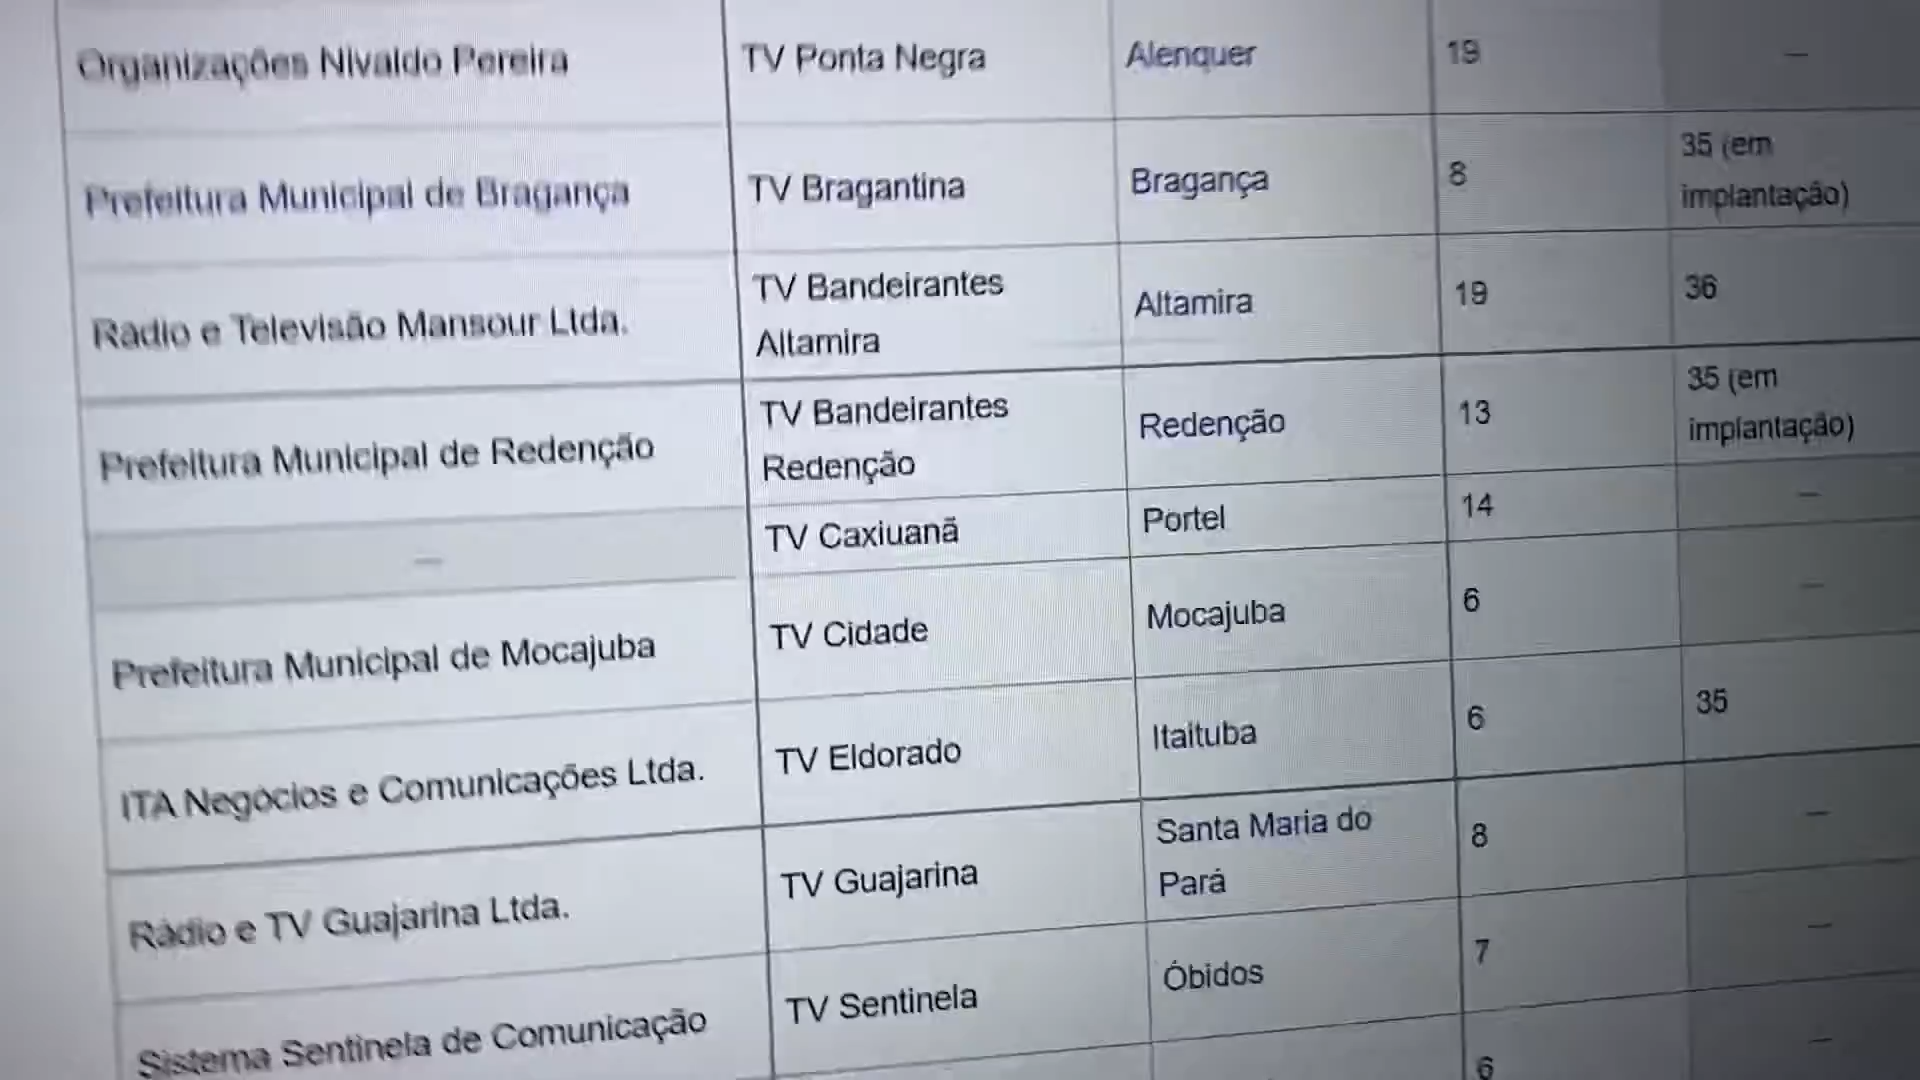 Organizações Nivaldo Pereira TV Ponta Negra Alenquer 19 —
Prefeitura Municipal de Bragança TV Bragantina Bragança 8 35 (em
implantação)
Rádio e Televisão Mansour Ltda. TV Bandeirantes
Altamira Altamira 19 36
Prefeitura Municipal de Redenção TV Bandeirantes
Redenção Redenção 13 35 (em
implantação)
— TV Caxiuanã Portel 14 —
Prefeitura Municipal de Mocajuba TV Cidade Mocajuba 6 —
ITA Negócios e Comunicações Ltda. TV Eldorado Itaituba 6 35
Rádio e TV Guajarina Ltda. TV Guajarina Santa Maria do
Pará 8 —
Sistema Sentinela de Comunicação TV Sentinela Óbidos 7 —
6 —